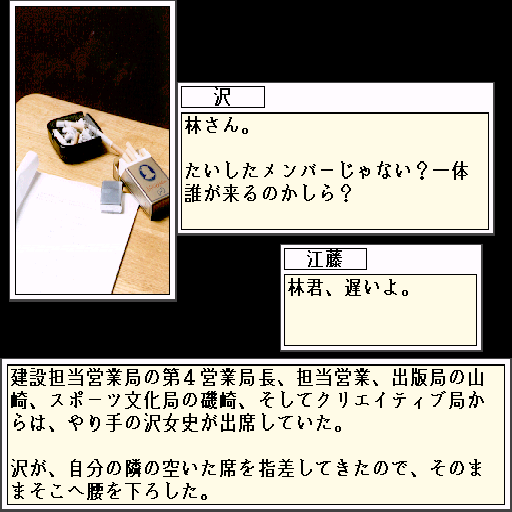 沢
林さん。
たいしたメンバーじゃない？一体
誰が来るのかしら？
江藤
林君、遅いよ。
建設担当営業局の第４営業局長、担当営業、出版局の山
崎、スポーツ文化局の磯崎、そしてクリエイティブ局か
らは、やり手の沢女史が出席していた。
沢が、自分の隣の空いた席を指差してきたので、そのま
まそこへ腰を下ろした。